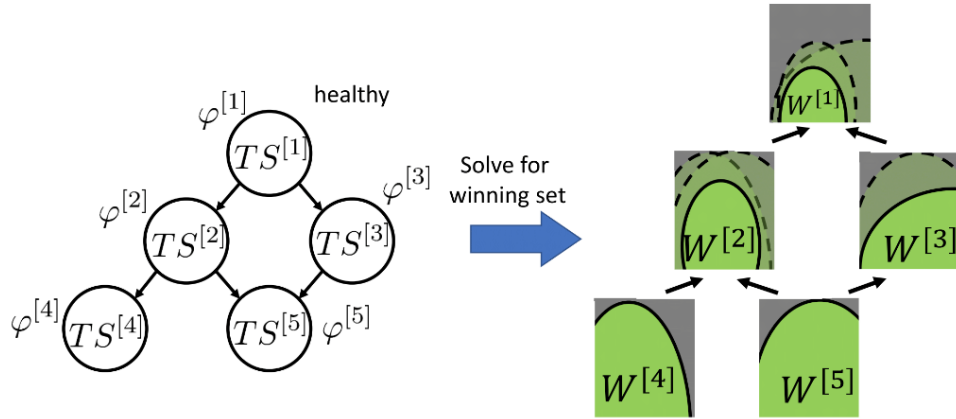 healthy
φ^[1]
TS^[1]
φ^[2]
TS^[2]
φ^[3]
TS^[3]
φ^[4]
TS^[4]
TS^[5]
φ^[5]
Solve for
winning set
W^[1]
W^[2]
W^[3]
W^[4]
W^[5]